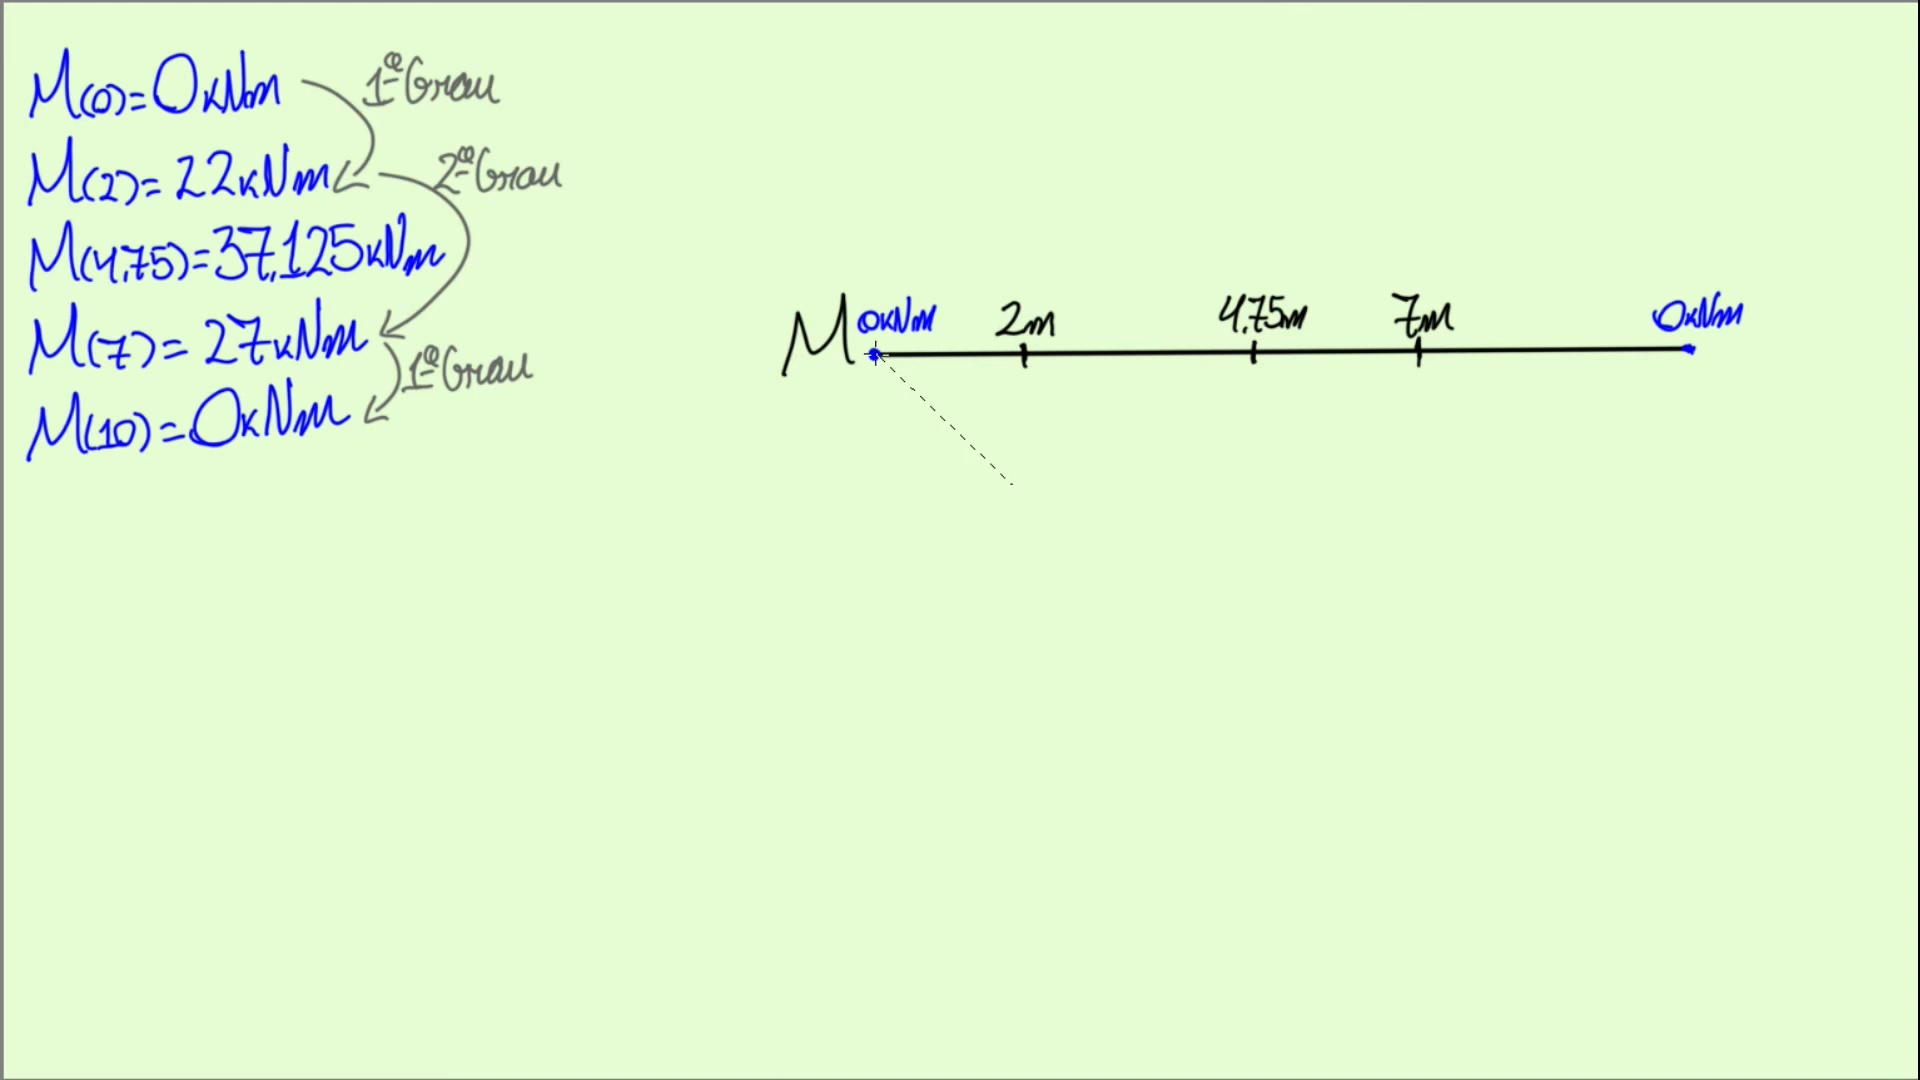 M(0)=0kNm
1º Grau
M(2)=22kNm
2º Grau
M(4,75)=37,125kNm
M(7)=27kNm
1º Grau
M(10)=0kNm
M 0kNm 2m 4,75m 7m 0kNm